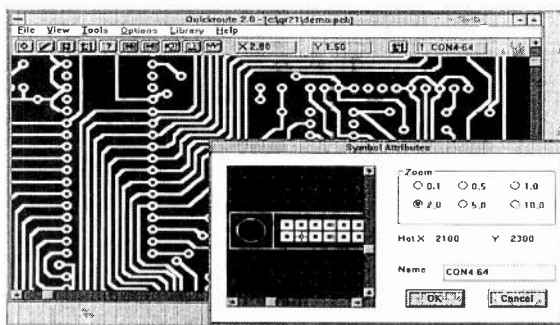 Quickroute 2.0 - [c:\qr21\demo.pcb]
File View Tools Options Library Help
? X 2.80 Y 1.50 1 CON4-64
Symbol Attributes
Zoom
0.1 0.5 1.0
2.0 5.0 10.0
Hot X 2100 Y 2300
Name CON4-64
OK Cancel